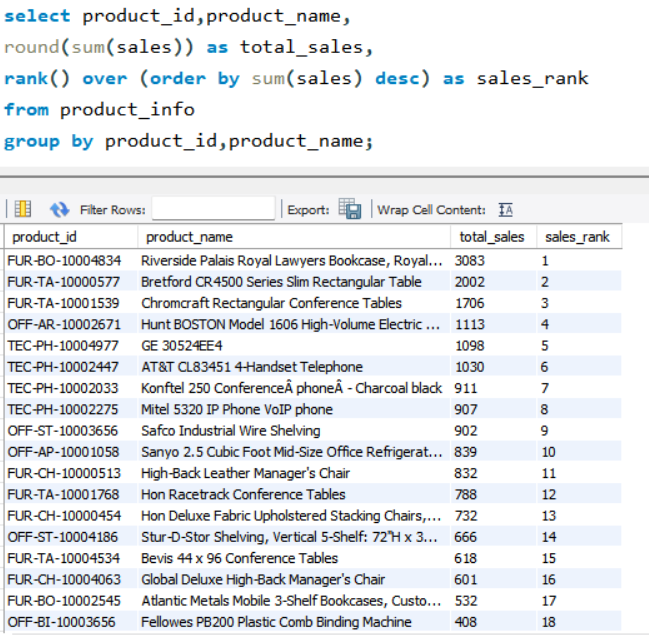 select product_id,product_name,
round(sum(sales)) as total_sales,
rank() over (order by sum(sales) desc) as sales_rank
from product_info
group by product_id,product_name;
Filter Rows: Export: Wrap Cell Content: IA
product_id product_name total_sales sales_rank
FUR-BO-10004834 Riverside Palais Royal Lawyers Bookcase, Royal... 3083 1
FUR-TA-10000577 Bretford CR4500 Series Slim Rectangular Table 2002 2
FUR-TA-10001539 Chromcraft Rectangular Conference Tables 1706 3
OFF-AR-10002671 Hunt BOSTON Model 1606 High-Volume Electric ... 1113 4
TEC-PH-10004977 GE 30524EE4 1098 5
TEC-PH-10002447 AT&T CL83451 4-Handset Telephone 1030 6
TEC-PH-10002033 Konftel 250 ConferenceÂ phoneÂ - Charcoal black 911 7
TEC-PH-10002275 Mitel 5320 IP Phone VoIP phone 907 8
OFF-ST-10003656 Safco Industrial Wire Shelving 902 9
OFF-AP-10001058 Sanyo 2.5 Cubic Foot Mid-Size Office Refrigerat... 839 10
FUR-CH-10000513 High-Back Leather Manager's Chair 832 11
FUR-TA-10001768 Hon Racetrack Conference Tables 788 12
FUR-CH-10000454 Hon Deluxe Fabric Upholstered Stacking Chairs,... 732 13
OFF-ST-10004186 Stur-D-Stor Shelving, Vertical 5-Shelf: 72"H x 3... 666 14
FUR-TA-10004534 Bevis 44 x 96 Conference Tables 618 15
FUR-CH-10004063 Global Deluxe High-Back Manager's Chair 601 16
FUR-BO-10002545 Atlantic Metals Mobile 3-Shelf Bookcases, Custo... 532 17
OFF-BI-10003656 Fellowes PB200 Plastic Comb Binding Machine 408 18